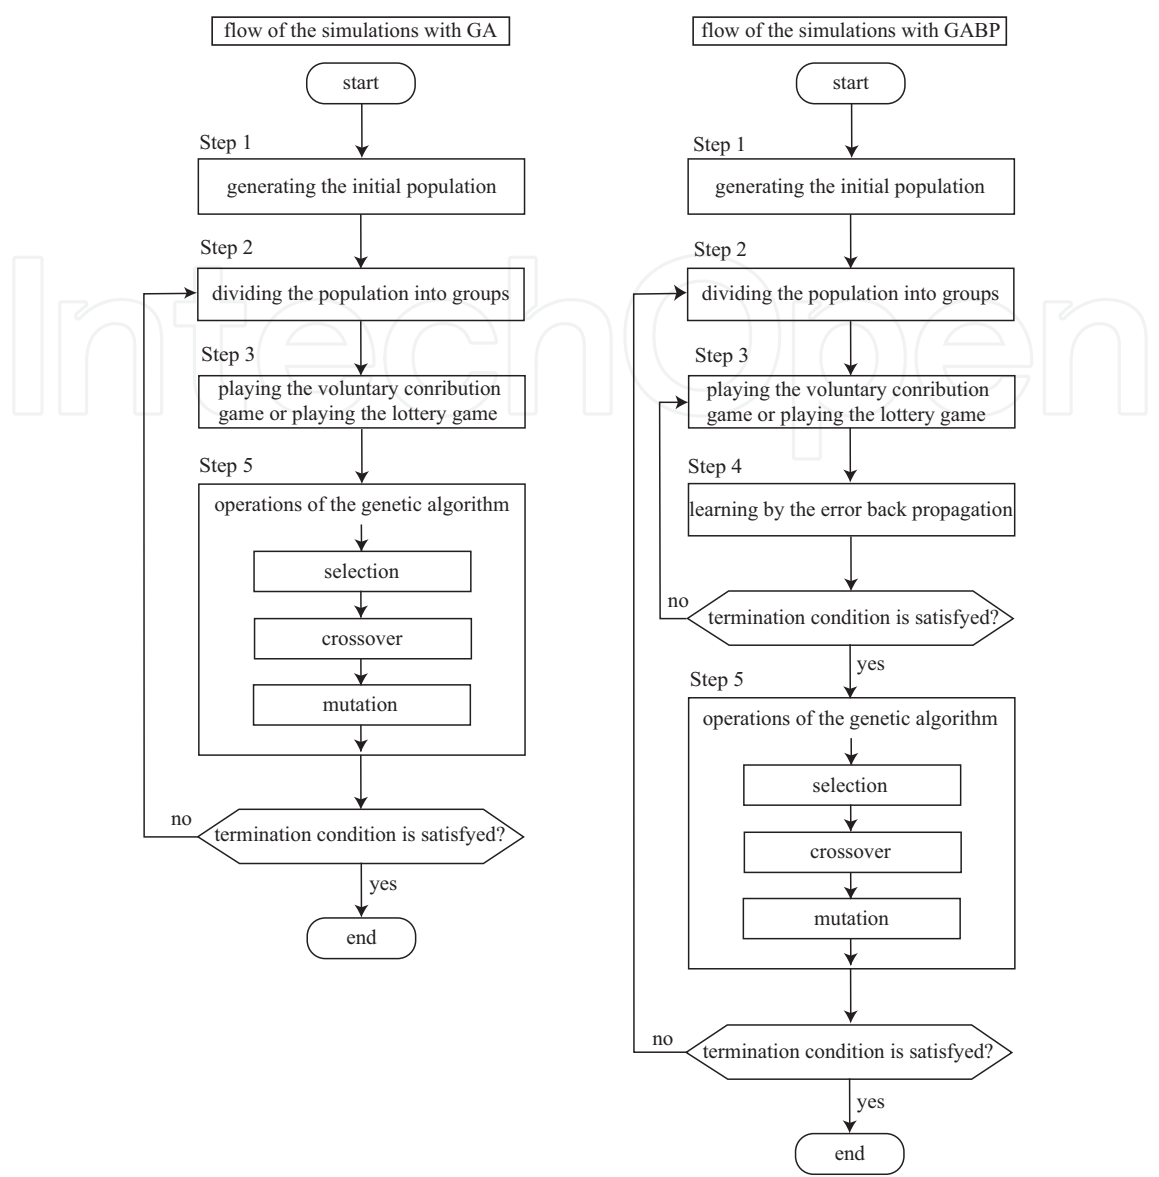 flow of the simulations with GA
start
Step 1
generating the initial population
Step 2
dividing the population into groups
Step 3
playing the voluntary conribution
game or playing the lottery game
Step 5
operations of the genetic algorithm
selection
crossover
mutation
no
termination condition is satisfyed?
yes
end
flow of the simulations with GABP
start
Step 1
generating the initial population
Step 2
dividing the population into groups
Step 3
playing the voluntary conribution
game or playing the lottery game
Step 4
learning by the error back propagation
no
termination condition is satisfyed?
yes
Step 5
operations of the genetic algorithm
selection
crossover
mutation
no
termination condition is satisfyed?
yes
end
IntechOpen